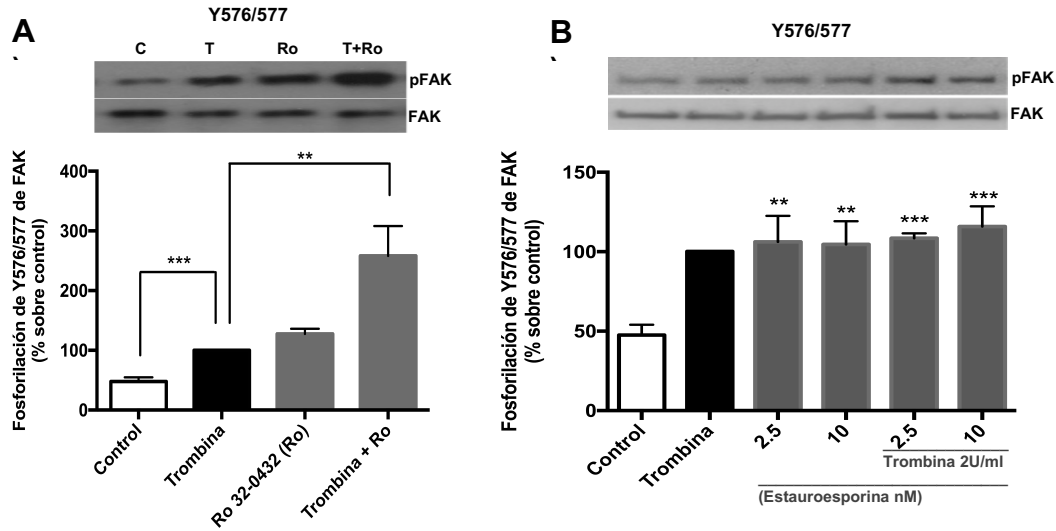 A
)
Y576/577
C T Ro T+Ro
pFAK
FAK
Fosforilación de Y576/577 de FAK
(% sobre control)
400
300
200
100
0
***
**
Control
Trombina
Ro 32-0432 (Ro)
Trombina + Ro
B
)
Y576/577
pFAK
FAK
Fosforilación de Y576/577 de FAK
(% sobre control)
150
100
50
0
** ** *** ***
Control
Trombina
2.5
10
2.5
10
Trombina 2U/ml
(Estauroesporina nM)